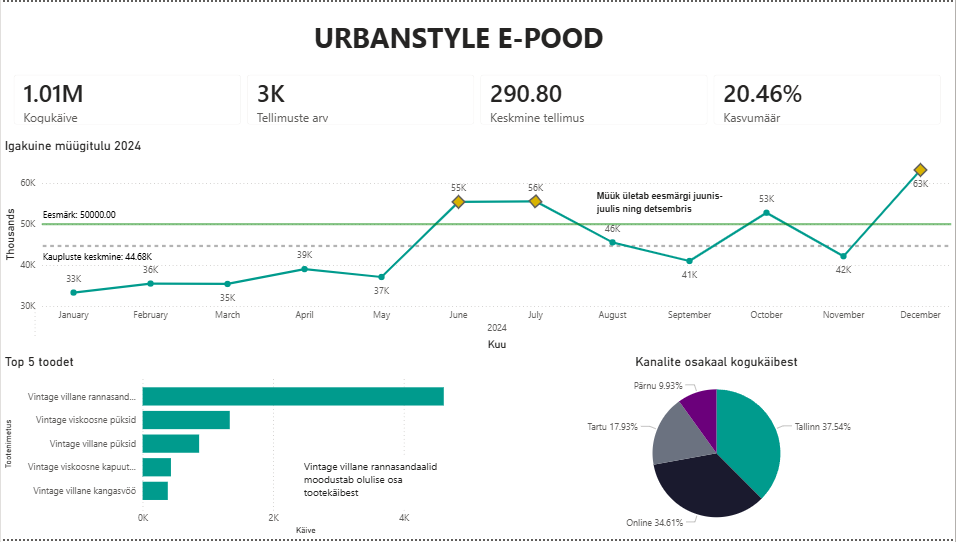 URBANSTYLE E-POOD
1.01M
Kogukäive
3K
Tellimuste arv
290.80
Keskmine tellimus
20.46%
Kasvumäär
Igakuine müügitulu 2024
Thousands
60K
50K
40K
30K
Eesmärk: 50000.00
Kaupluste keskmine: 44.68K
33K
36K
35K
39K
37K
55K
56K
Müük ületab eesmärgi juunis-
juulis ning detsembris
46K
41K
53K
42K
63K
January
February
March
April
May
June
July
August
September
October
November
December
2024
Kuu
Top 5 toodet
Tootenimetus
Vintage villane rannasand...
Vintage viskoosne püksid
Vintage villane püksid
Vintage viskoosne kapuut...
Vintage villane kangasvöö
Vintage villane rannasandaalid
moodustab olulise osa
tootekäibest
0K
2K
4K
Käive
Kanalite osakaal kogukäibest
Pärnu 9.93%
Tartu 17.93%
Tallinn 37.54%
Online 34.61%